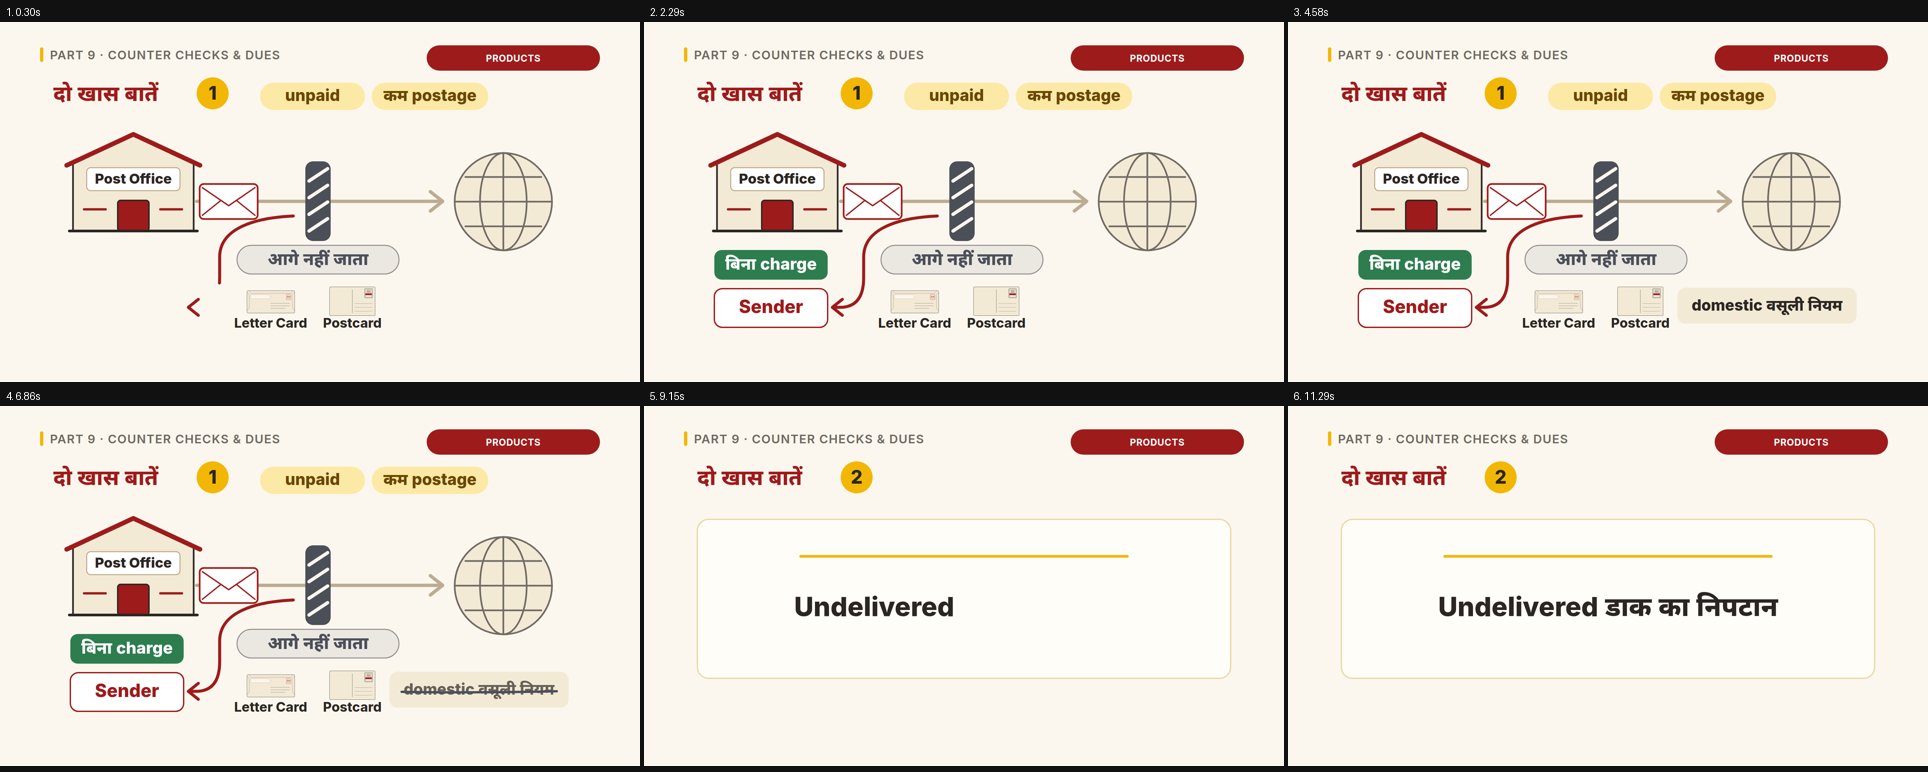 1. 0.30s
PART 9 · COUNTER CHECKS & DUES
PRODUCTS
दो खास बातें 1 unpaid कम postage
Post Office
आगे नहीं जाता
Letter Card Postcard
2. 2.29s
PART 9 · COUNTER CHECKS & DUES
PRODUCTS
दो खास बातें 1 unpaid कम postage
Post Office
बिना charge आगे नहीं जाता
Sender
Letter Card Postcard
3. 4.58s
PART 9 · COUNTER CHECKS & DUES
PRODUCTS
दो खास बातें 1 unpaid कम postage
Post Office
बिना charge आगे नहीं जाता
Sender domestic वसूली नियम
Letter Card Postcard
4. 6.86s
PART 9 · COUNTER CHECKS & DUES
PRODUCTS
दो खास बातें 1 unpaid कम postage
Post Office
बिना charge आगे नहीं जाता
Sender domestic वसूली नियम
Letter Card Postcard
5. 9.15s
PART 9 · COUNTER CHECKS & DUES
PRODUCTS
दो खास बातें 2
Undelivered
6. 11.29s
PART 9 · COUNTER CHECKS & DUES
PRODUCTS
दो खास बातें 2
Undelivered डाक का निपटान